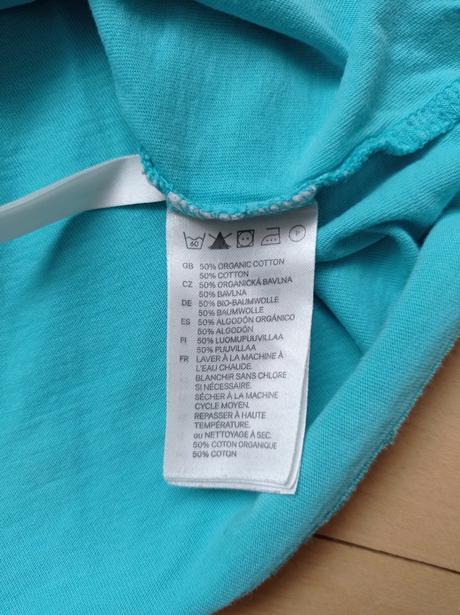 60
F
GB 50% ORGANIC COTTON
50% COTTON
CZ 50% ORGANICKÁ BAVLNA
50% BAVLNA
DE 50% BIO-BAUMWOLLE
50% BAUMWOLLE
ES 50% ALGODÓN ORGÁNICO
50% ALGODÓN
FI 50% LUOMUPUUVILLAA
50% PUUVILLAA
FR LAVER À LA MACHINE À
L'EAU CHAUDE.
BLANCHIR SANS CHLORE
SI NÉCESSAIRE.
SÉCHER À LA MACHINE
CYCLE MOYEN.
REPASSER À HAUTE
TEMPÉRATURE.
ou NETTOYAGE À SEC.
50% COTON ORGANIQUE
50% COTON